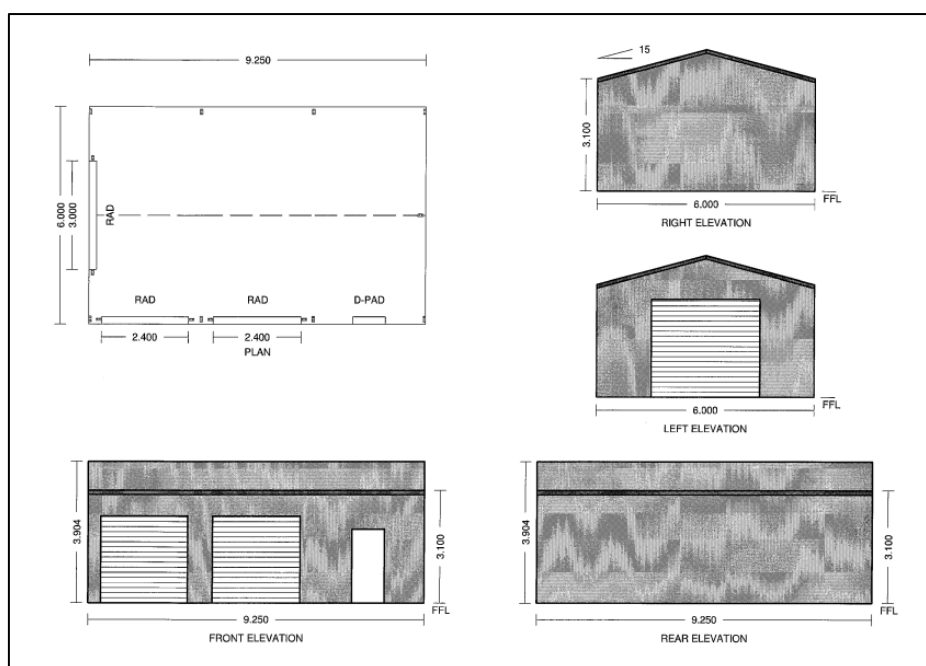 9.250
6.000
3.000
RAD
RAD
RAD
D-PAD
2.400
2.400
PLAN
15
3.100
6.000
FFL
RIGHT ELEVATION
6.000
FFL
LEFT ELEVATION
3.904
3.100
FFL
9.250
FRONT ELEVATION
3.904
3.100
FFL
9.250
REAR ELEVATION